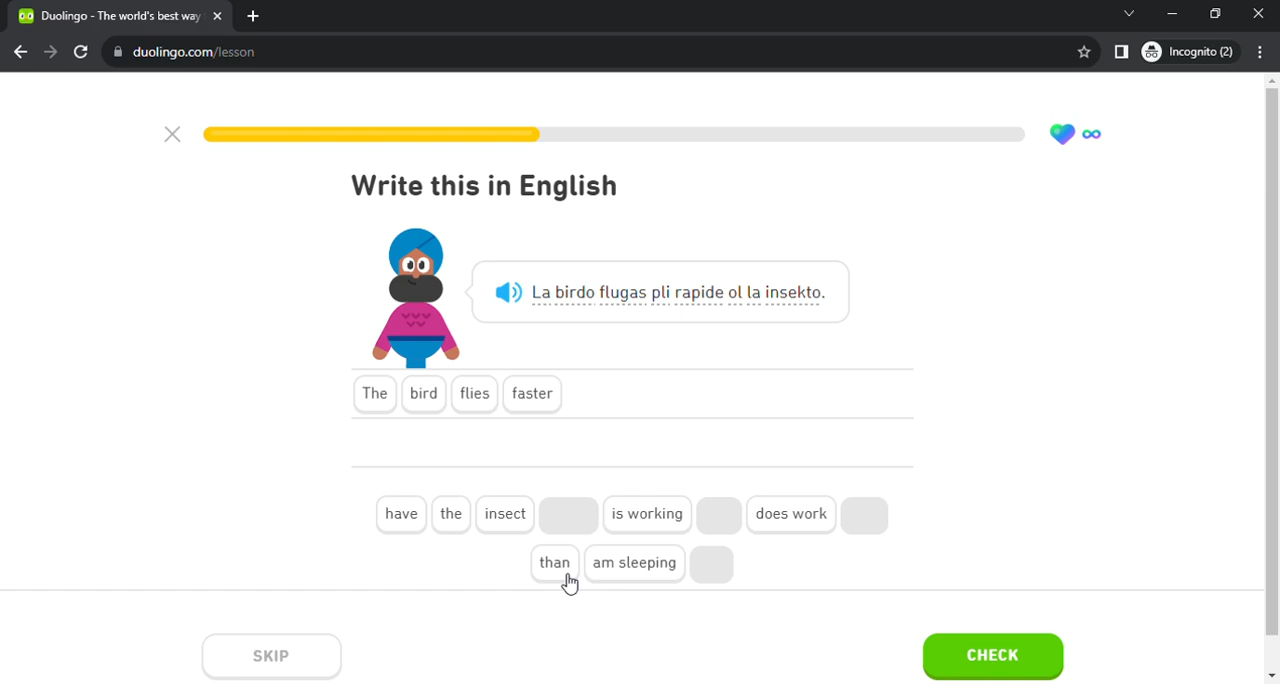 Duolingo - The world's best way
duolingo.com/lesson
Incognito (2)
Write this in English
La birdo flugas pli rapide ol la insekto.
The bird flies faster
have the insect is working does work
than am sleeping
SKIP
CHECK